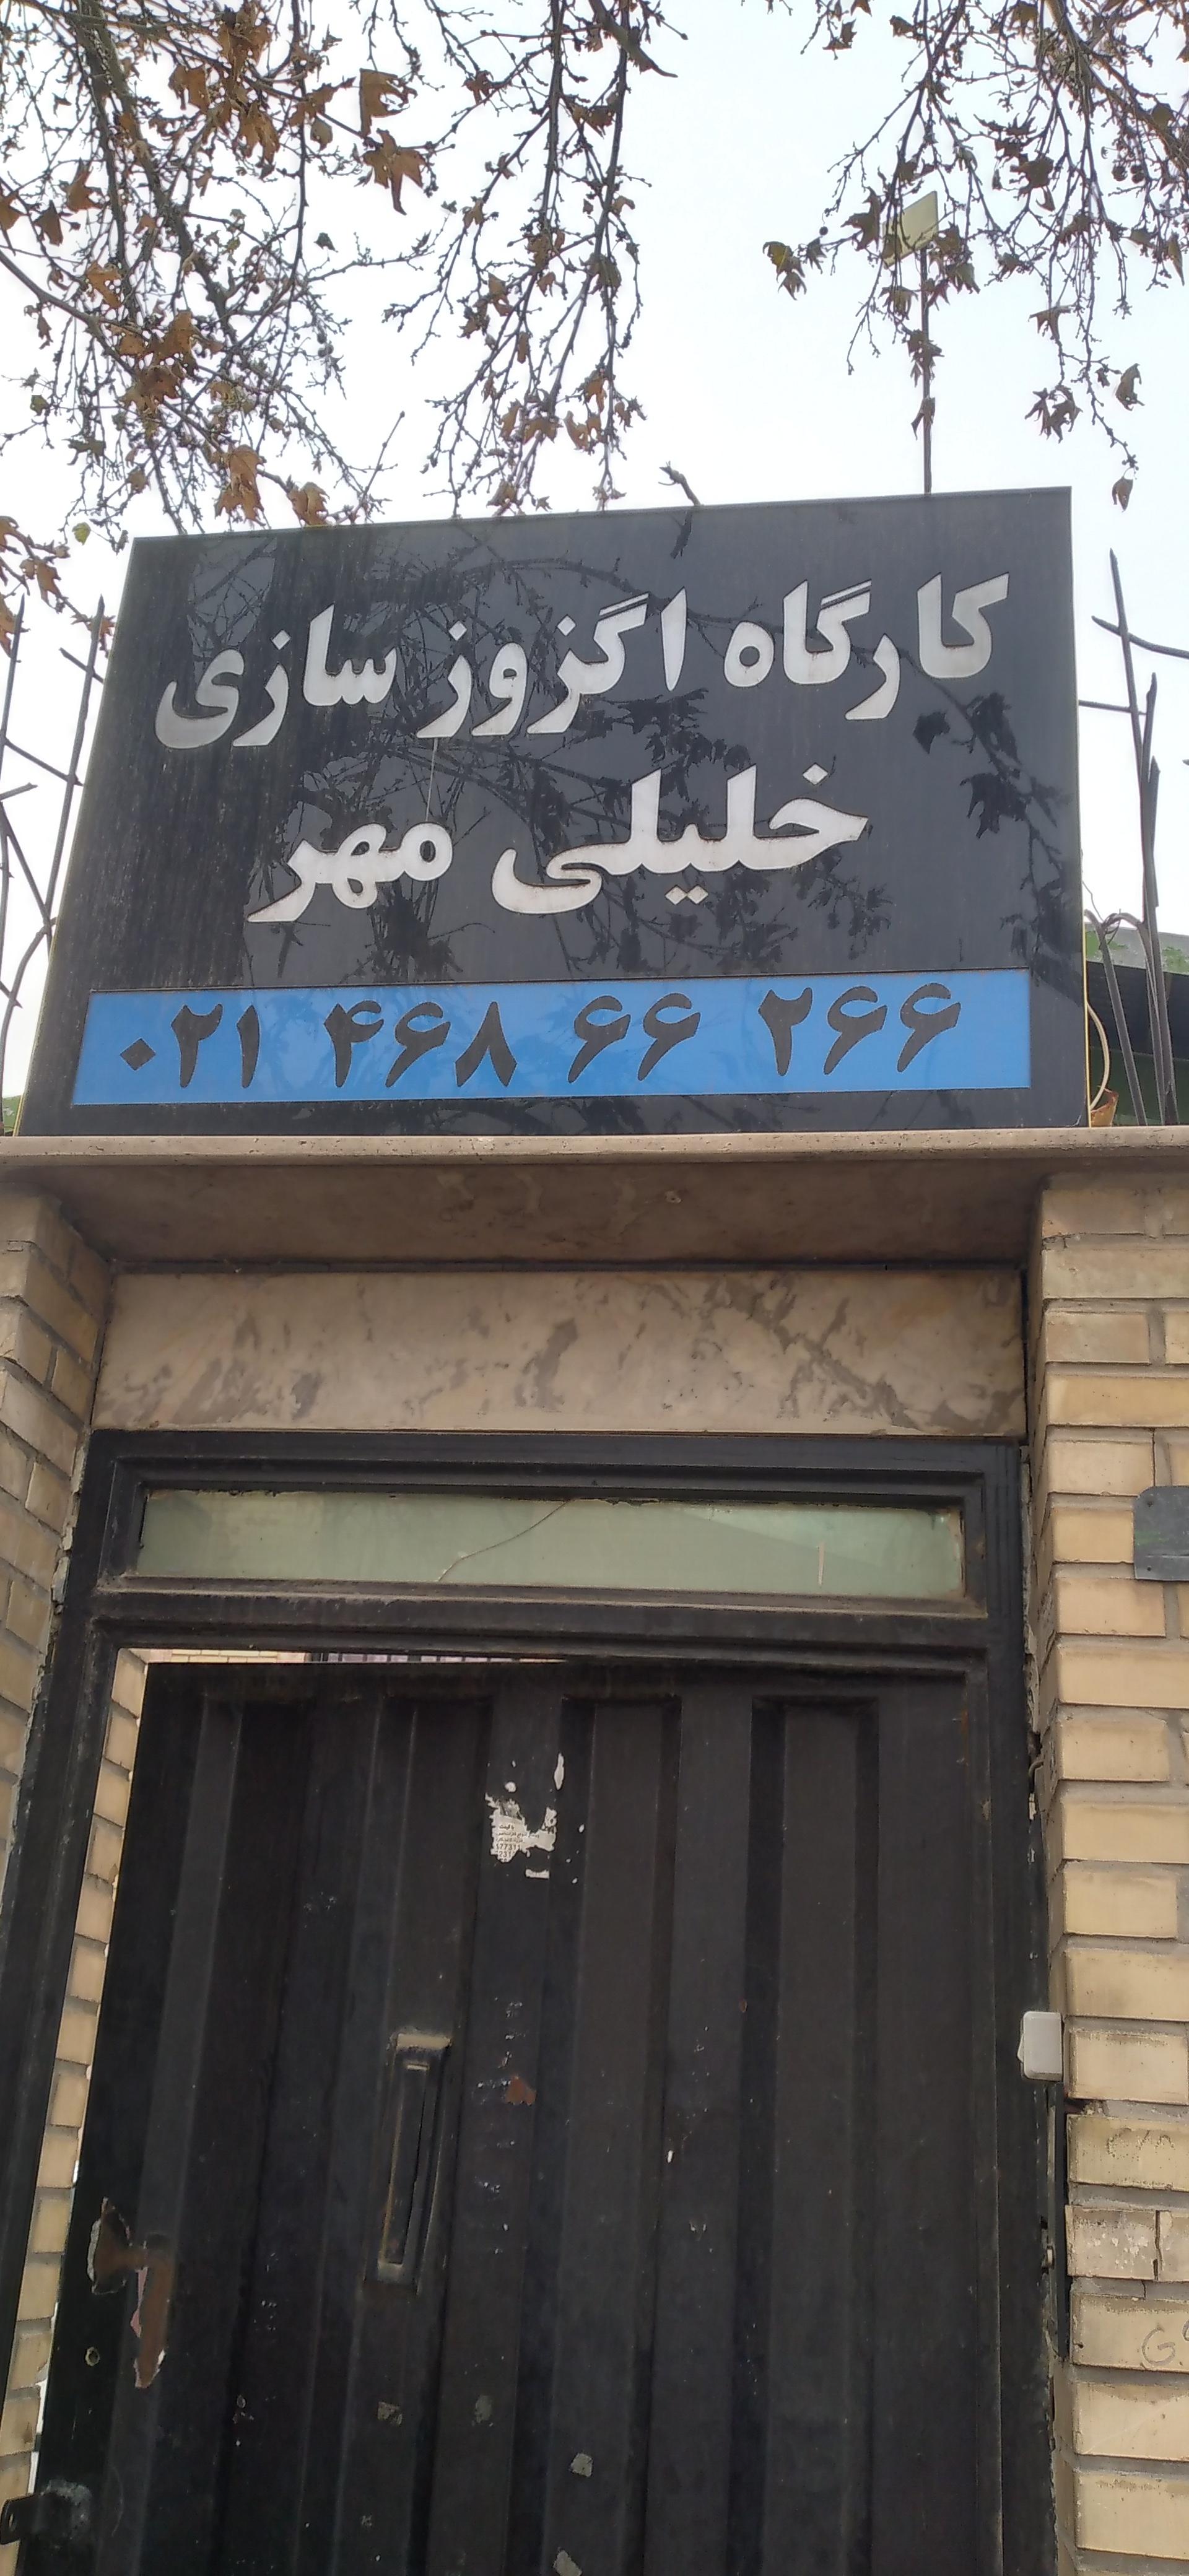 کارگاه اگزوز سازی
خلیلی مهر
۰۲۱ ۴۶۸ ۶۶ ۲۶۶